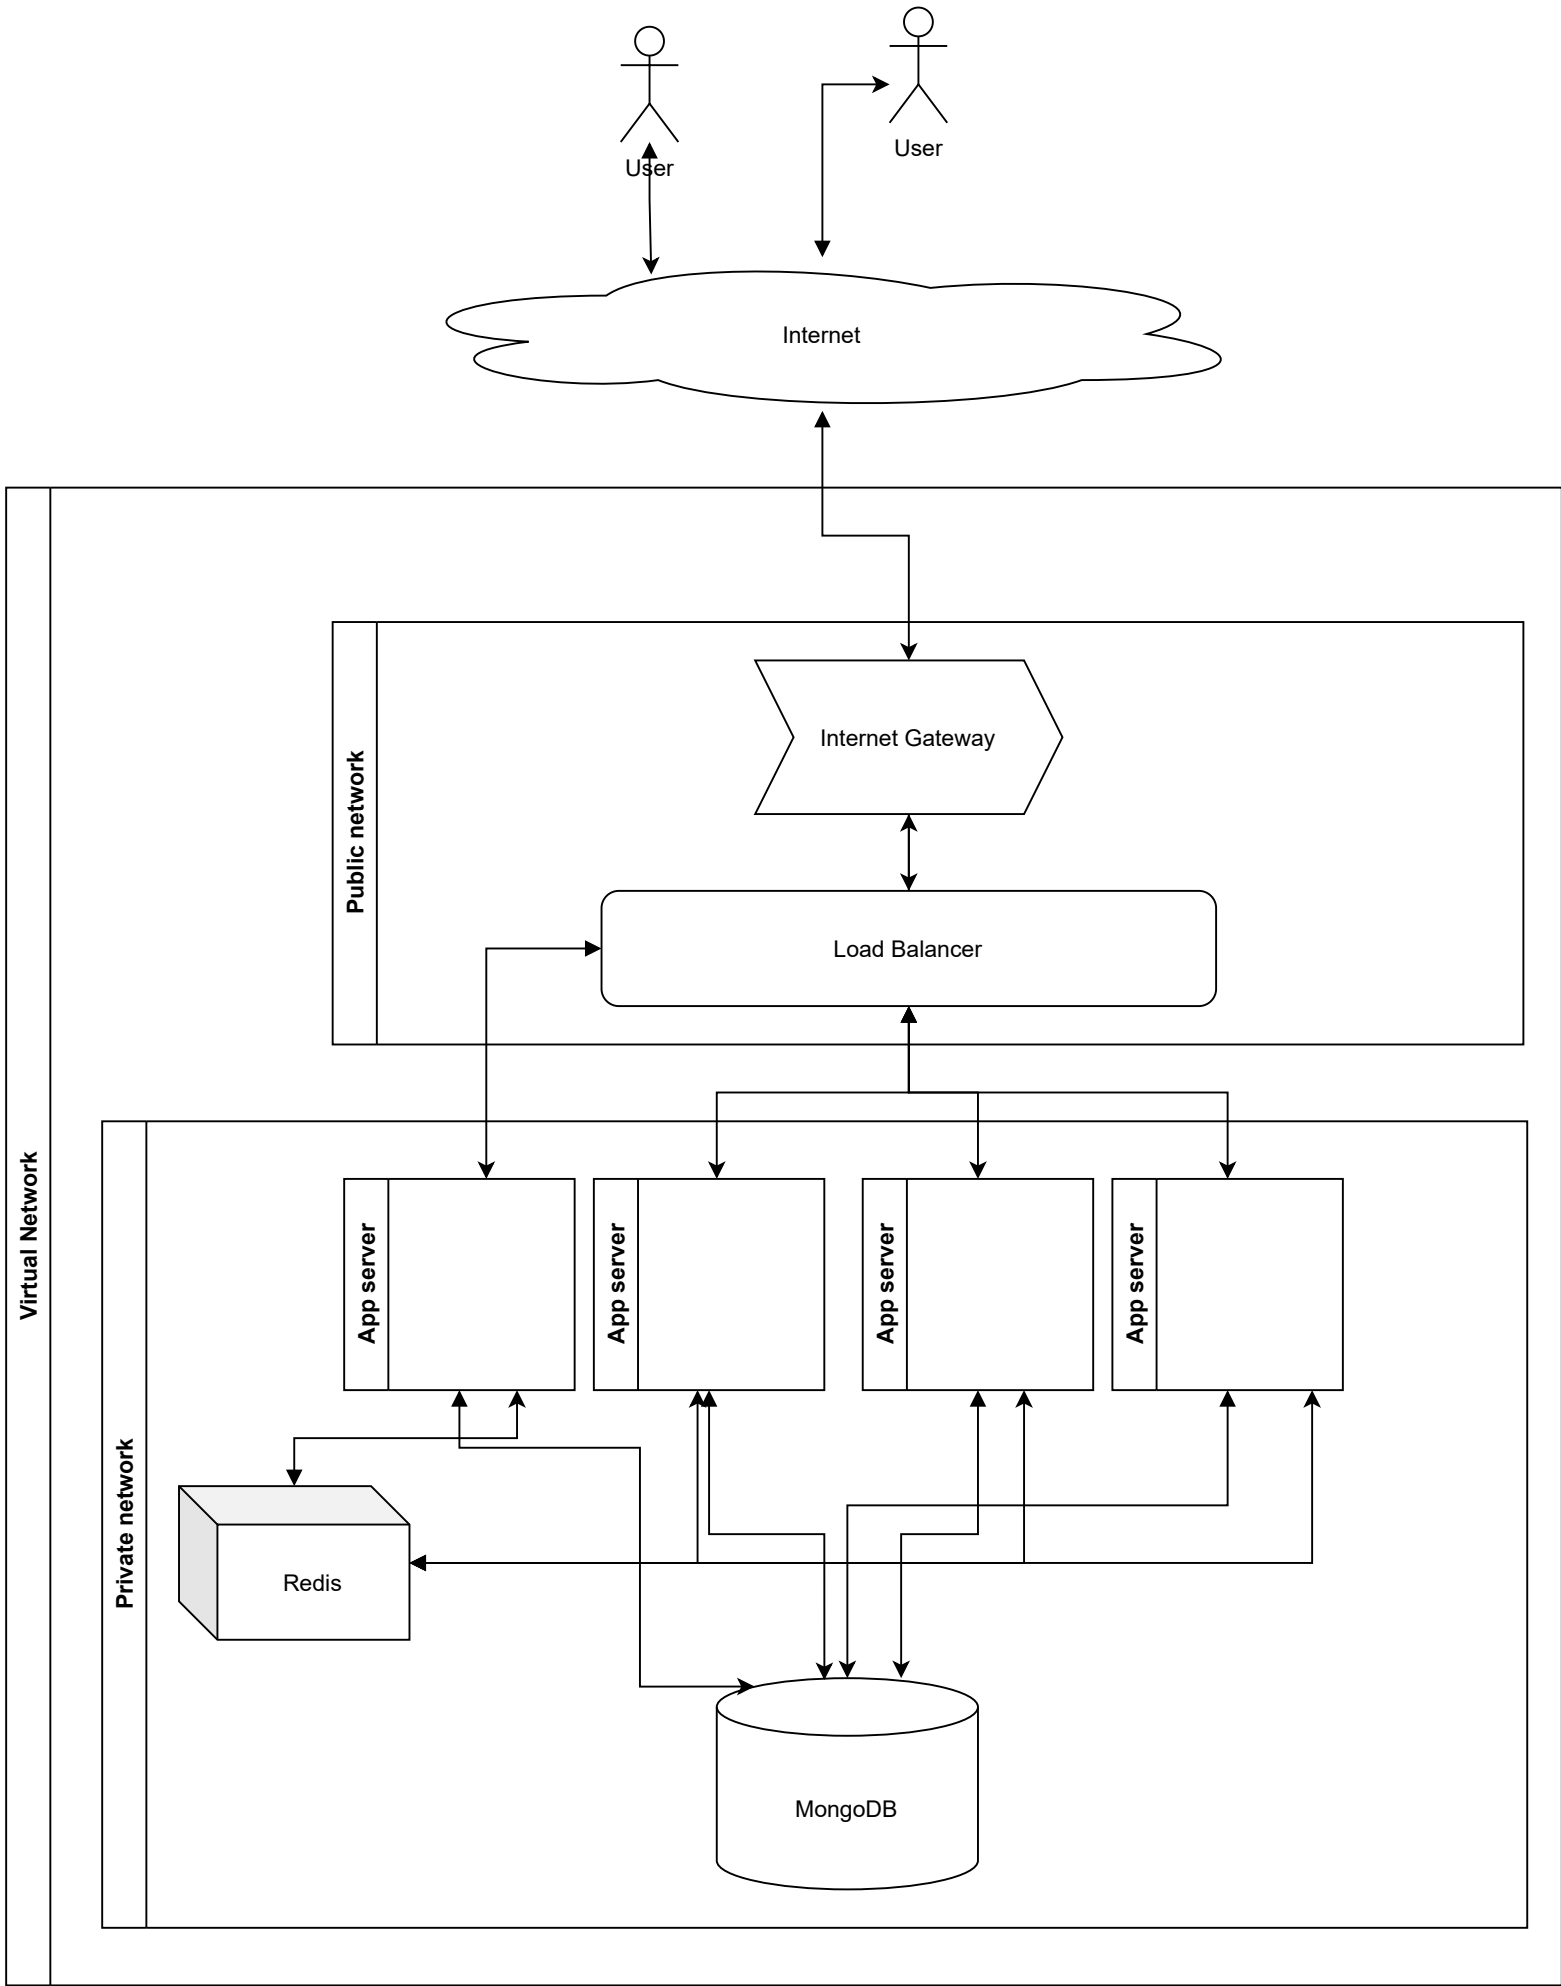 User
User
Internet
Virtual Network
Public network
Internet Gateway
Load Balancer
Private network
App server
App server
App server
App server
Redis
MongoDB